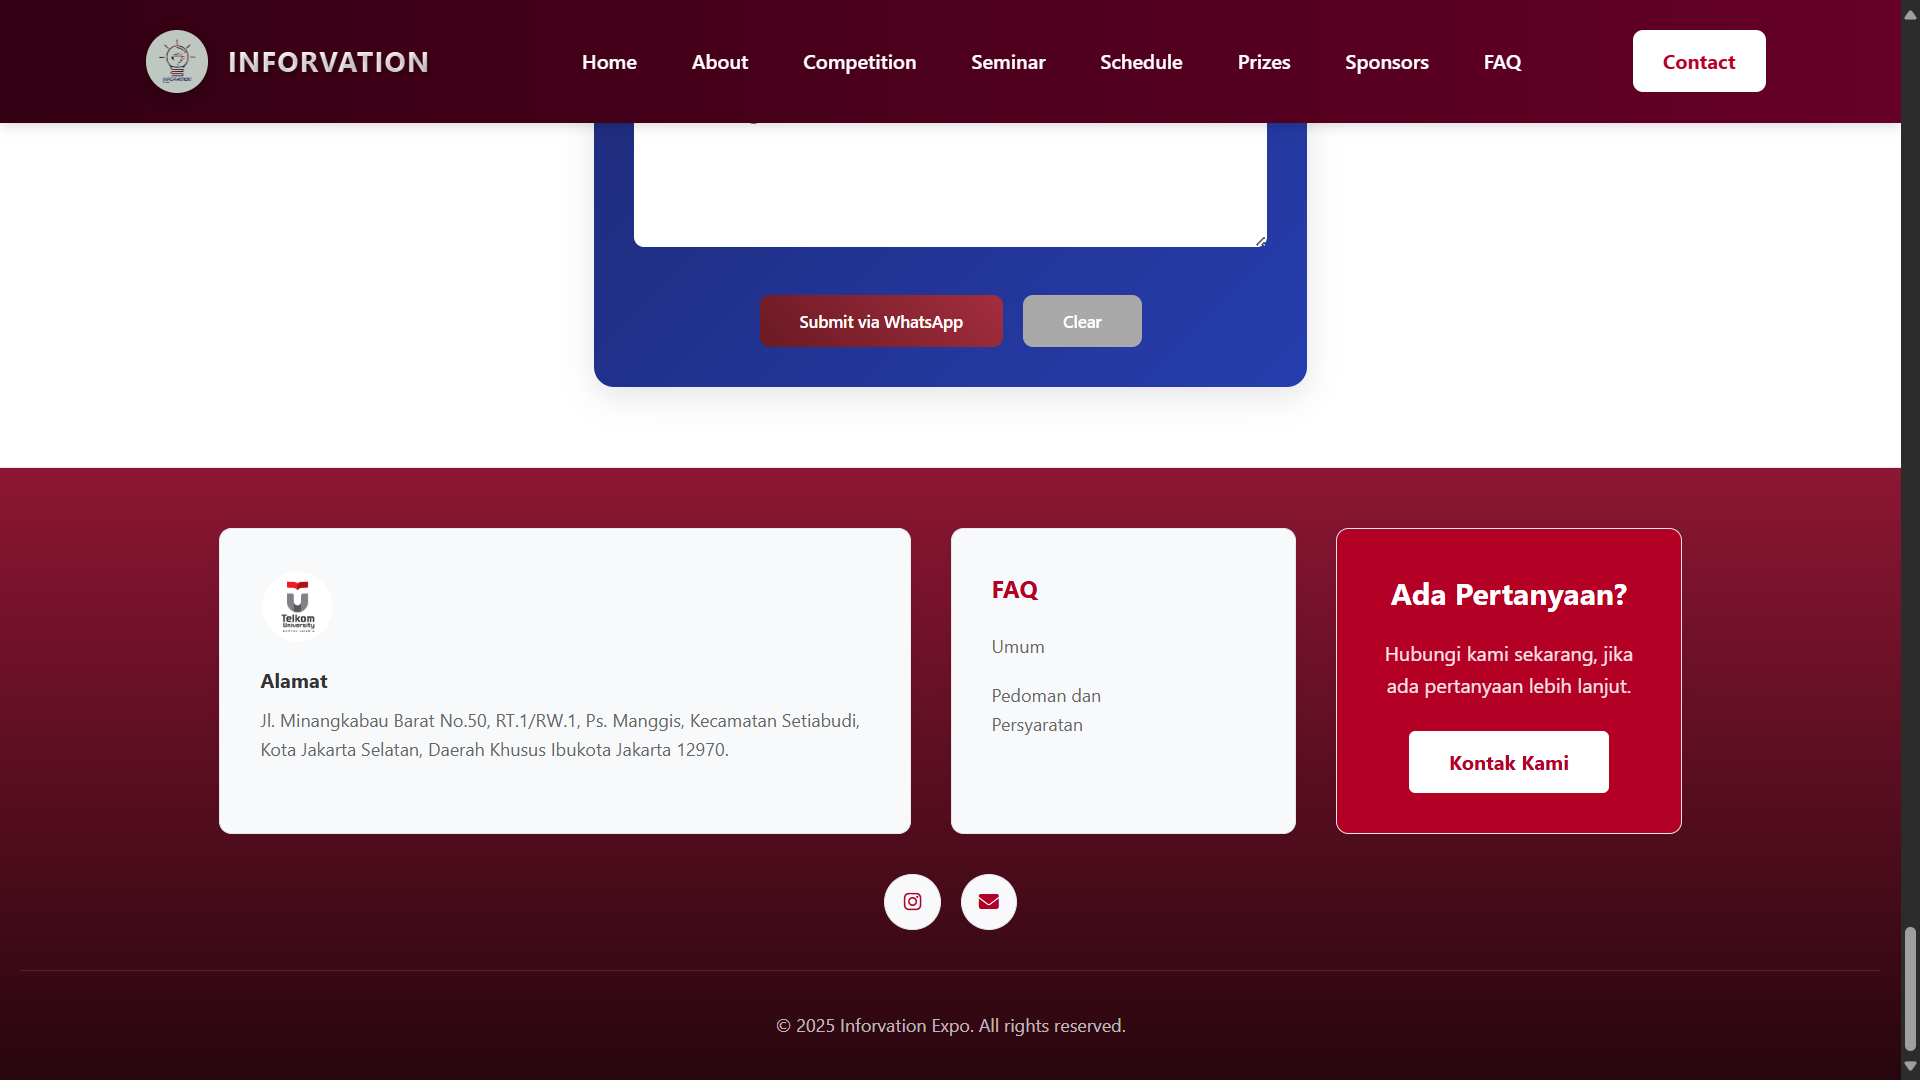 INFORVATION
Home
About
Competition
Seminar
Schedule
Prizes
Sponsors
FAQ
Contact
Submit via WhatsApp
Clear
Telkom
University
Alamat
Jl. Minangkabau Barat No.50, RT.1/RW.1, Ps. Manggis, Kecamatan Setiabudi,
Kota Jakarta Selatan, Daerah Khusus Ibukota Jakarta 12970.
FAQ
Umum
Pedoman dan
Persyaratan
Ada Pertanyaan?
Hubungi kami sekarang, jika
ada pertanyaan lebih lanjut.
Kontak Kami
© 2025 Inforvation Expo. All rights reserved.